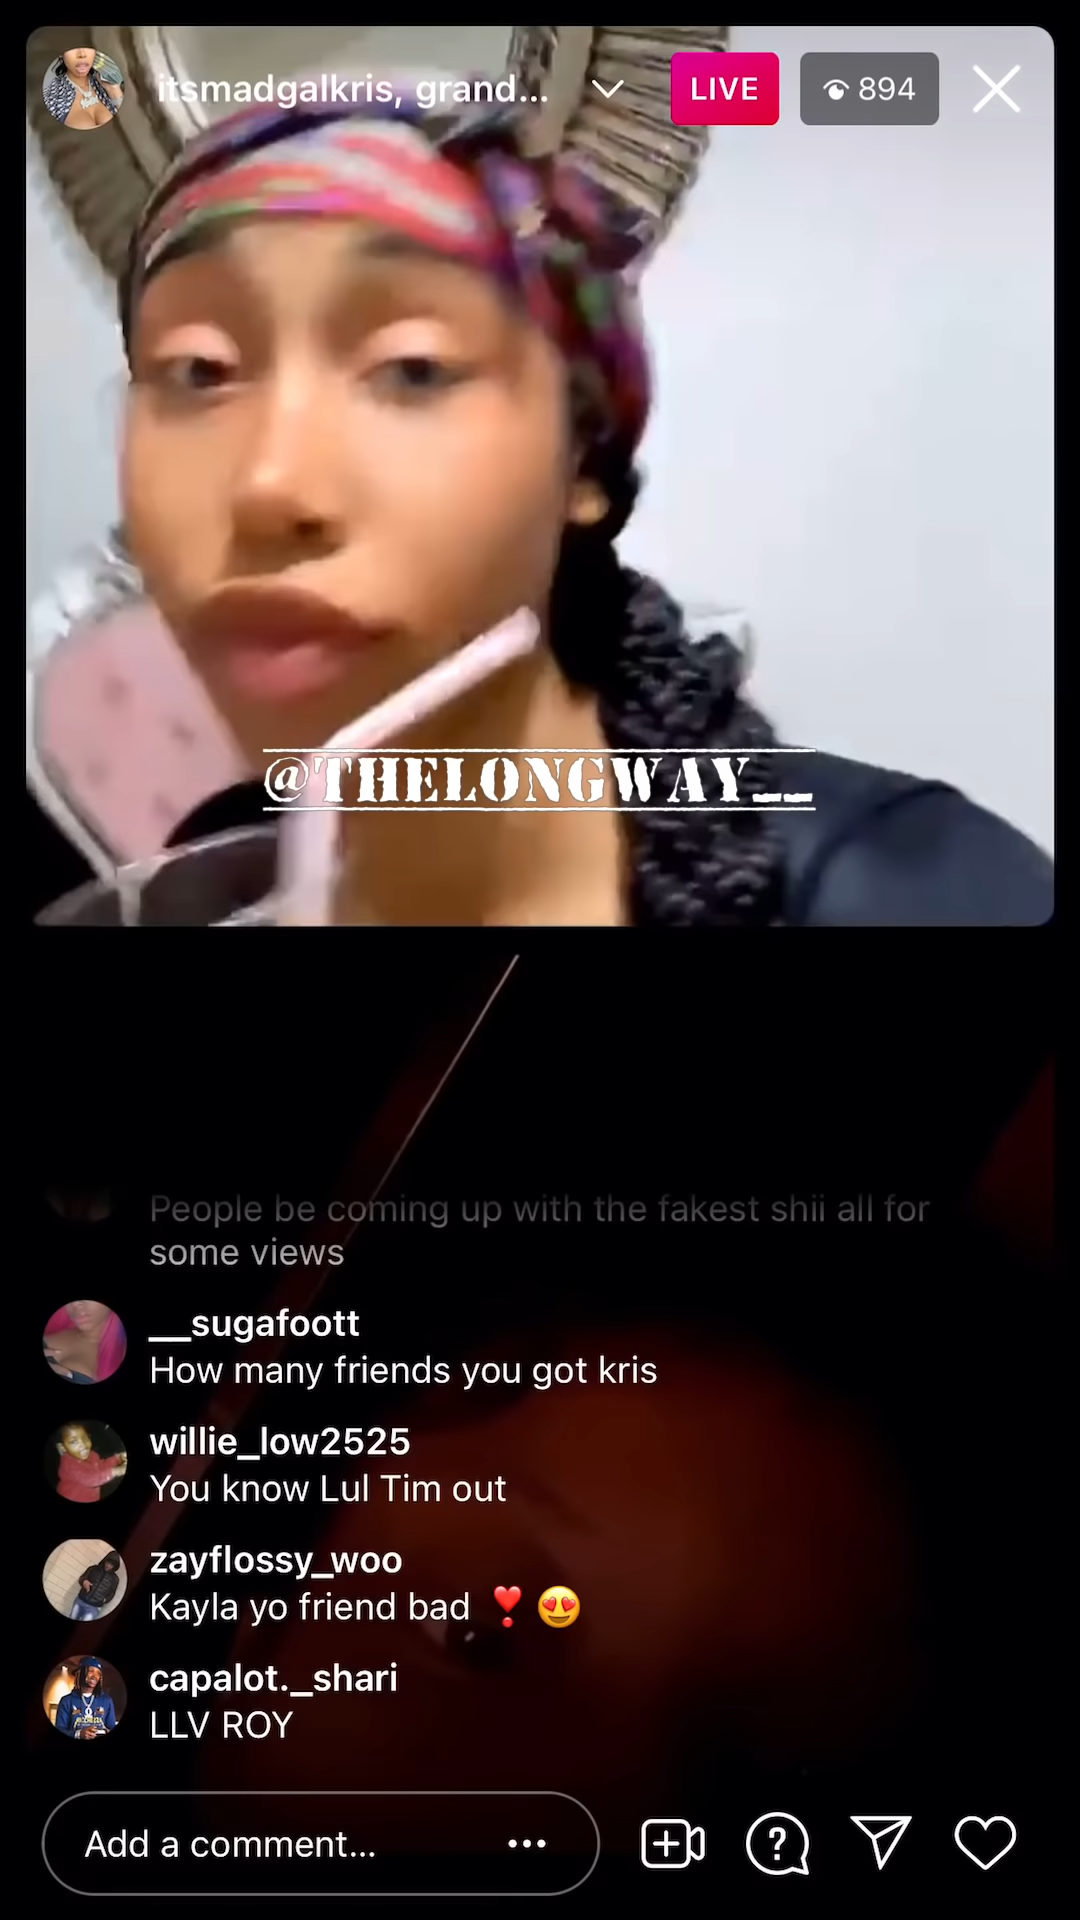 itsmadgalkris, grand...
LIVE
894
@THELONGWAY__
People be coming up with the fakest shii all for
some views
__sugafoott
How many friends you got kris
willie_low2525
You know Lul Tim out
zayflossy_woo
Kayla yo friend bad ❣️😍
capalot._shari
LLV ROY
Add a comment...